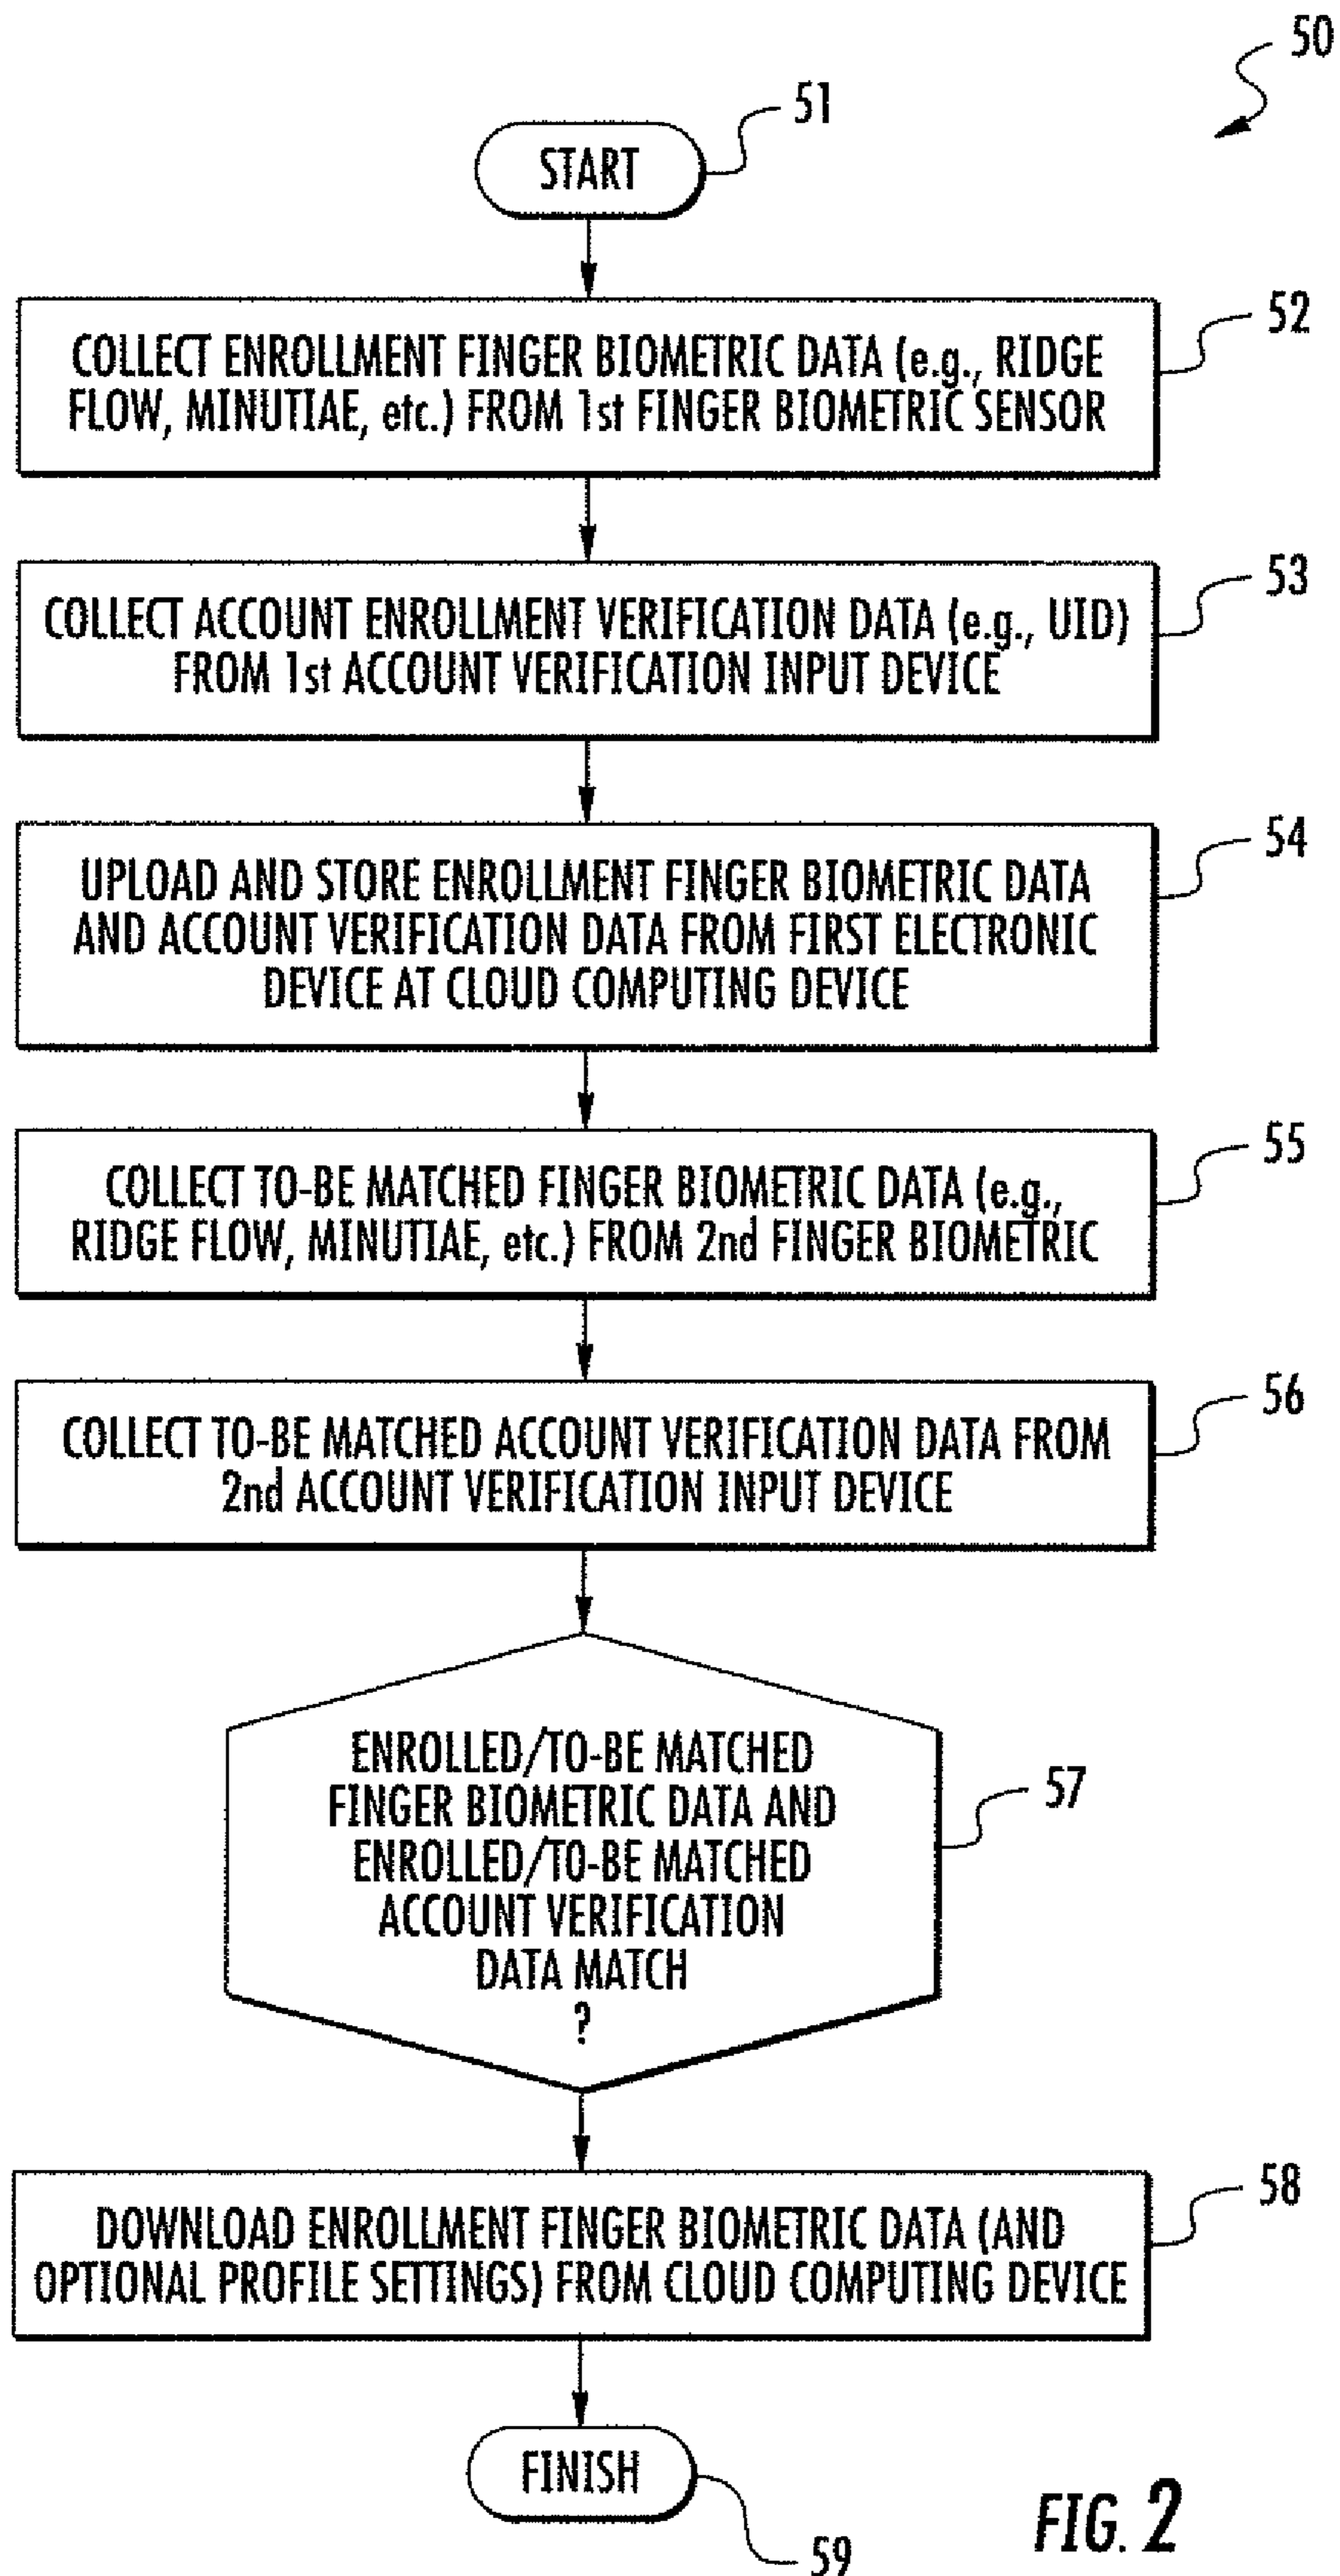 50
51
START
52
COLLECT ENROLLMENT FINGER BIOMETRIC DATA (e.g., RIDGE
FLOW, MINUTIAE, etc.) FROM 1st FINGER BIOMETRIC SENSOR
53
COLLECT ACCOUNT ENROLLMENT VERIFICATION DATA (e.g., UID)
FROM 1st ACCOUNT VERIFICATION INPUT DEVICE
54
UPLOAD AND STORE ENROLLMENT FINGER BIOMETRIC DATA
AND ACCOUNT VERIFICATION DATA FROM FIRST ELECTRONIC
DEVICE AT CLOUD COMPUTING DEVICE
55
COLLECT TO-BE MATCHED FINGER BIOMETRIC DATA (e.g.,
RIDGE FLOW, MINUTIAE, etc.) FROM 2nd FINGER BIOMETRIC
56
COLLECT TO-BE MATCHED ACCOUNT VERIFICATION DATA FROM
2nd ACCOUNT VERIFICATION INPUT DEVICE
ENROLLED/TO-BE MATCHED
FINGER BIOMETRIC DATA AND
ENROLLED/TO-BE MATCHED
ACCOUNT VERIFICATION
DATA MATCH
?
57
58
DOWNLOAD ENROLLMENT FINGER BIOMETRIC DATA (AND
OPTIONAL PROFILE SETTINGS) FROM CLOUD COMPUTING DEVICE
FINISH
59
FIG. 2